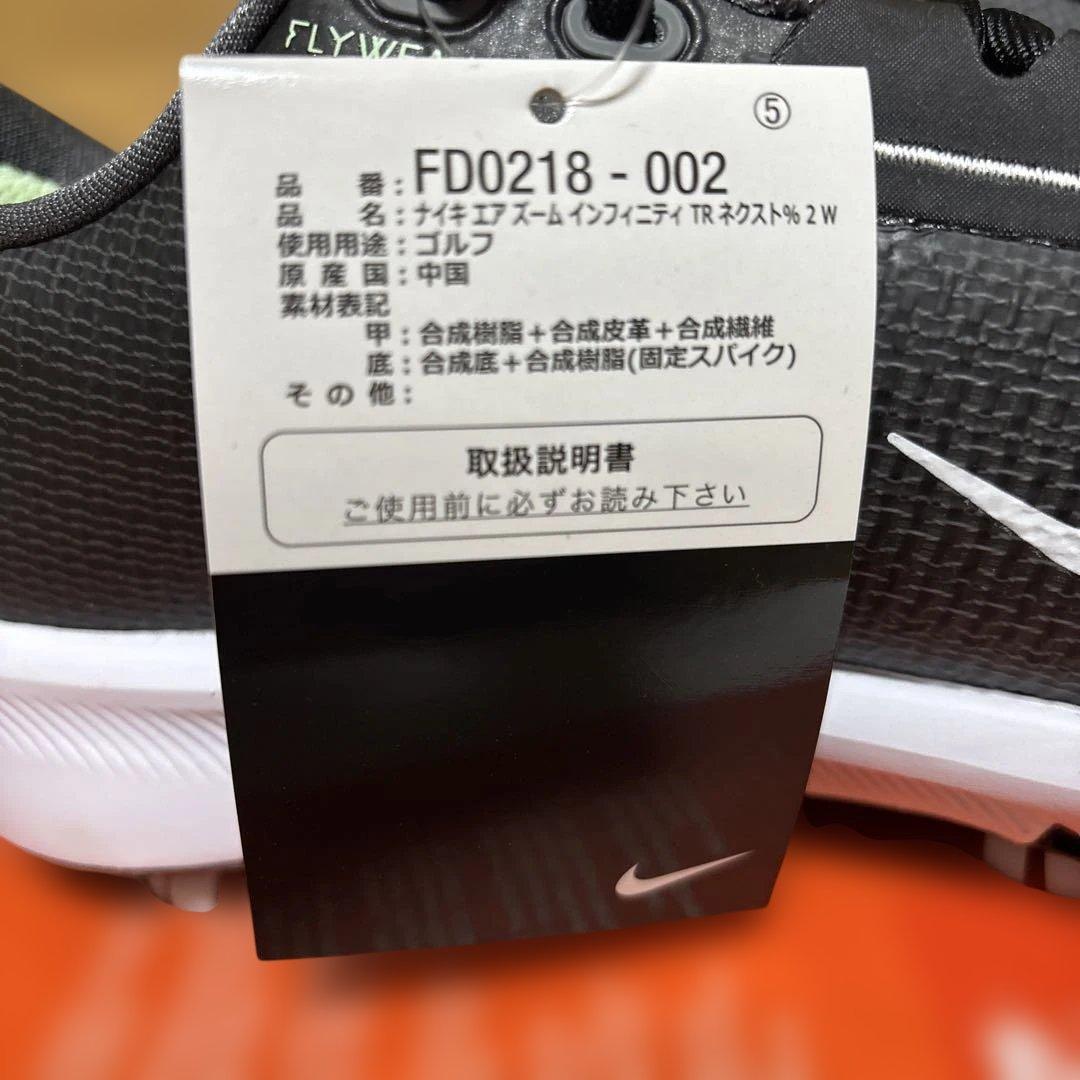 FLYWEA
⑤
品 番 : FD0218 - 002
品 名 : ナイキ エア ズーム インフィニティ TR ネクスト% 2 W
使用用途 : ゴルフ
原 産 国 : 中国
素材表記
甲 : 合成樹脂＋合成皮革＋合成繊維
底 : 合成底＋合成樹脂(固定スパイク)
そ の 他 :
取扱説明書
ご使用前に必ずお読み下さい